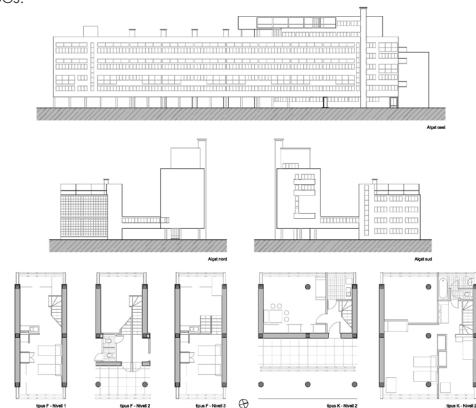 Alçat oest
Alçat nord
Alçat sud
tipus F - Nivell 1
tipus F - Nivell 2
tipus F - Nivell 3
tipus K - Nivell 2
tipus K - Nivell 2